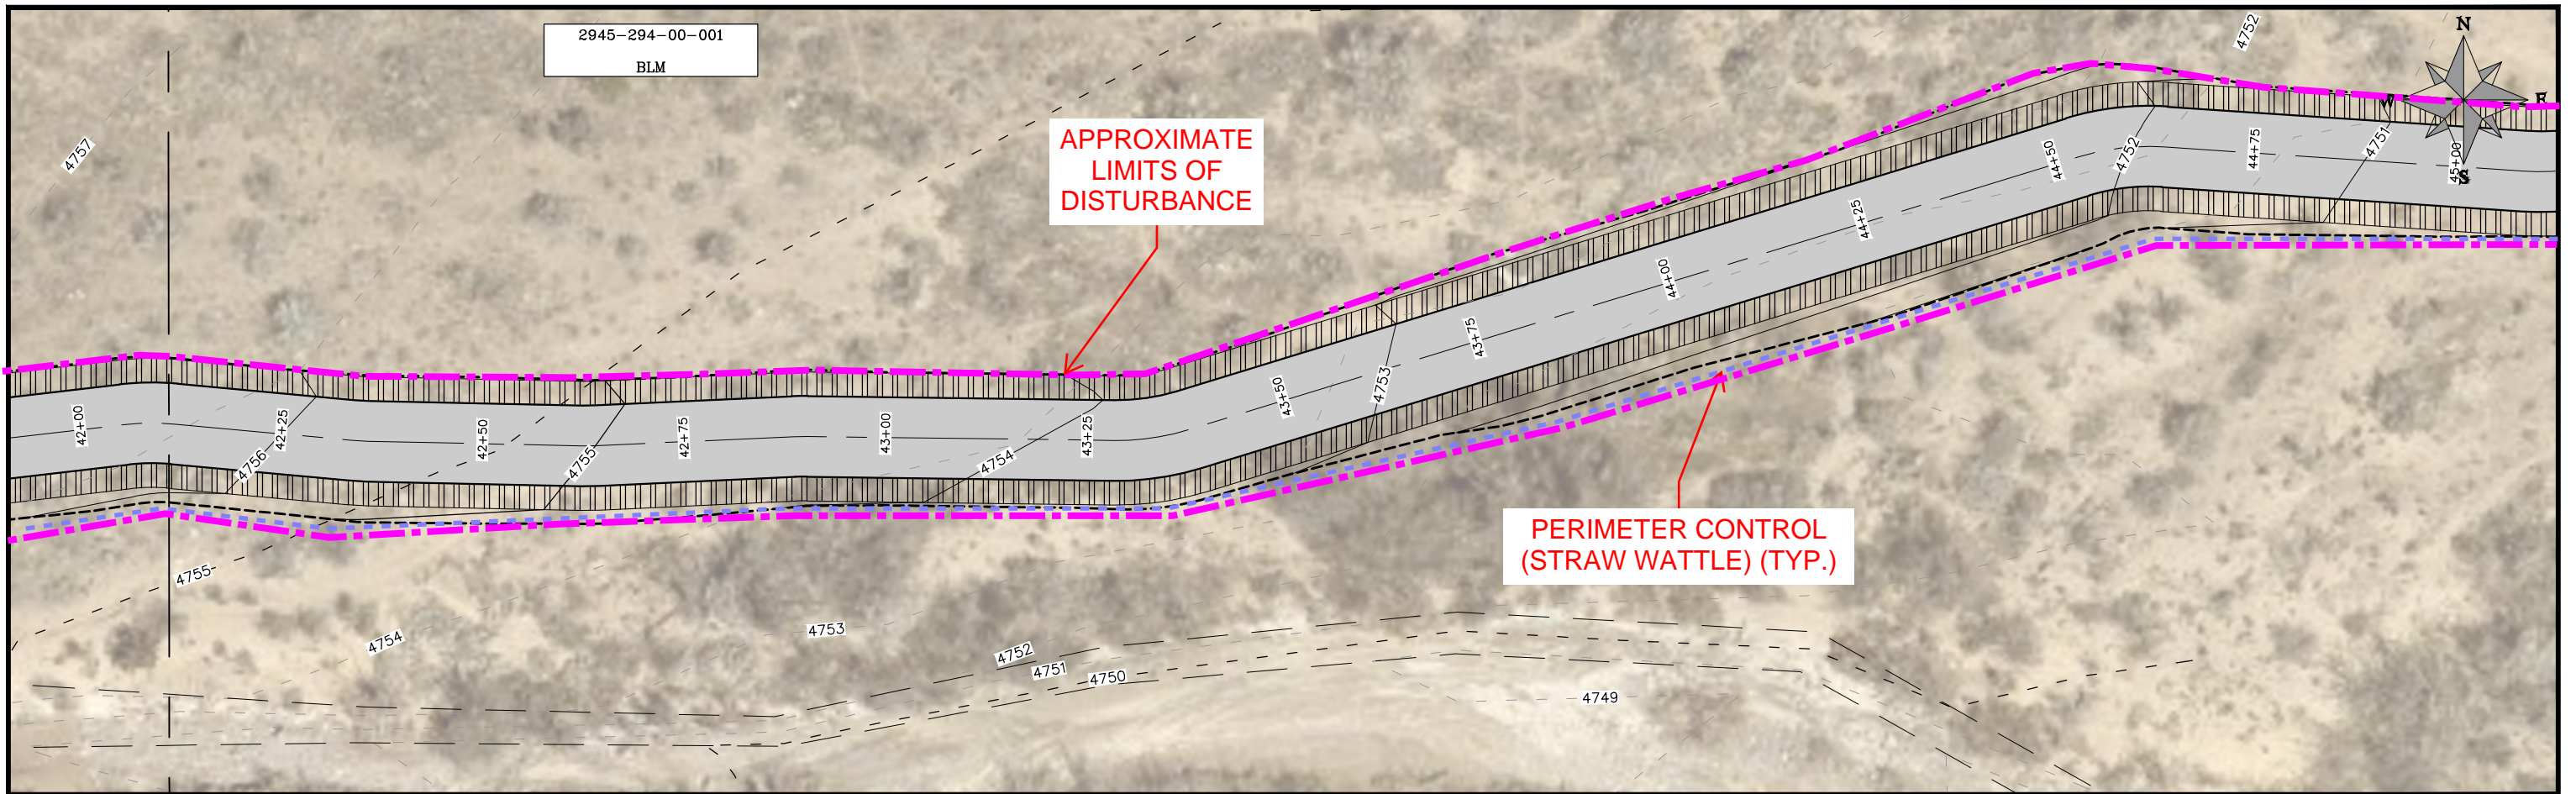 2945-294-00-001
BLM
N
W
E
S
4752
4757
APPROXIMATE
LIMITS OF
DISTURBANCE
4752
4751
44+50
44+75
45+00
44+25
44+00
43+75
43+50
4753
42+00
42+25
42+50
42+75
43+00
43+25
4756
4755
4754
PERIMETER CONTROL
(STRAW WATTLE) (TYP.)
4755
4754
4753
4752
4751
4750
4749